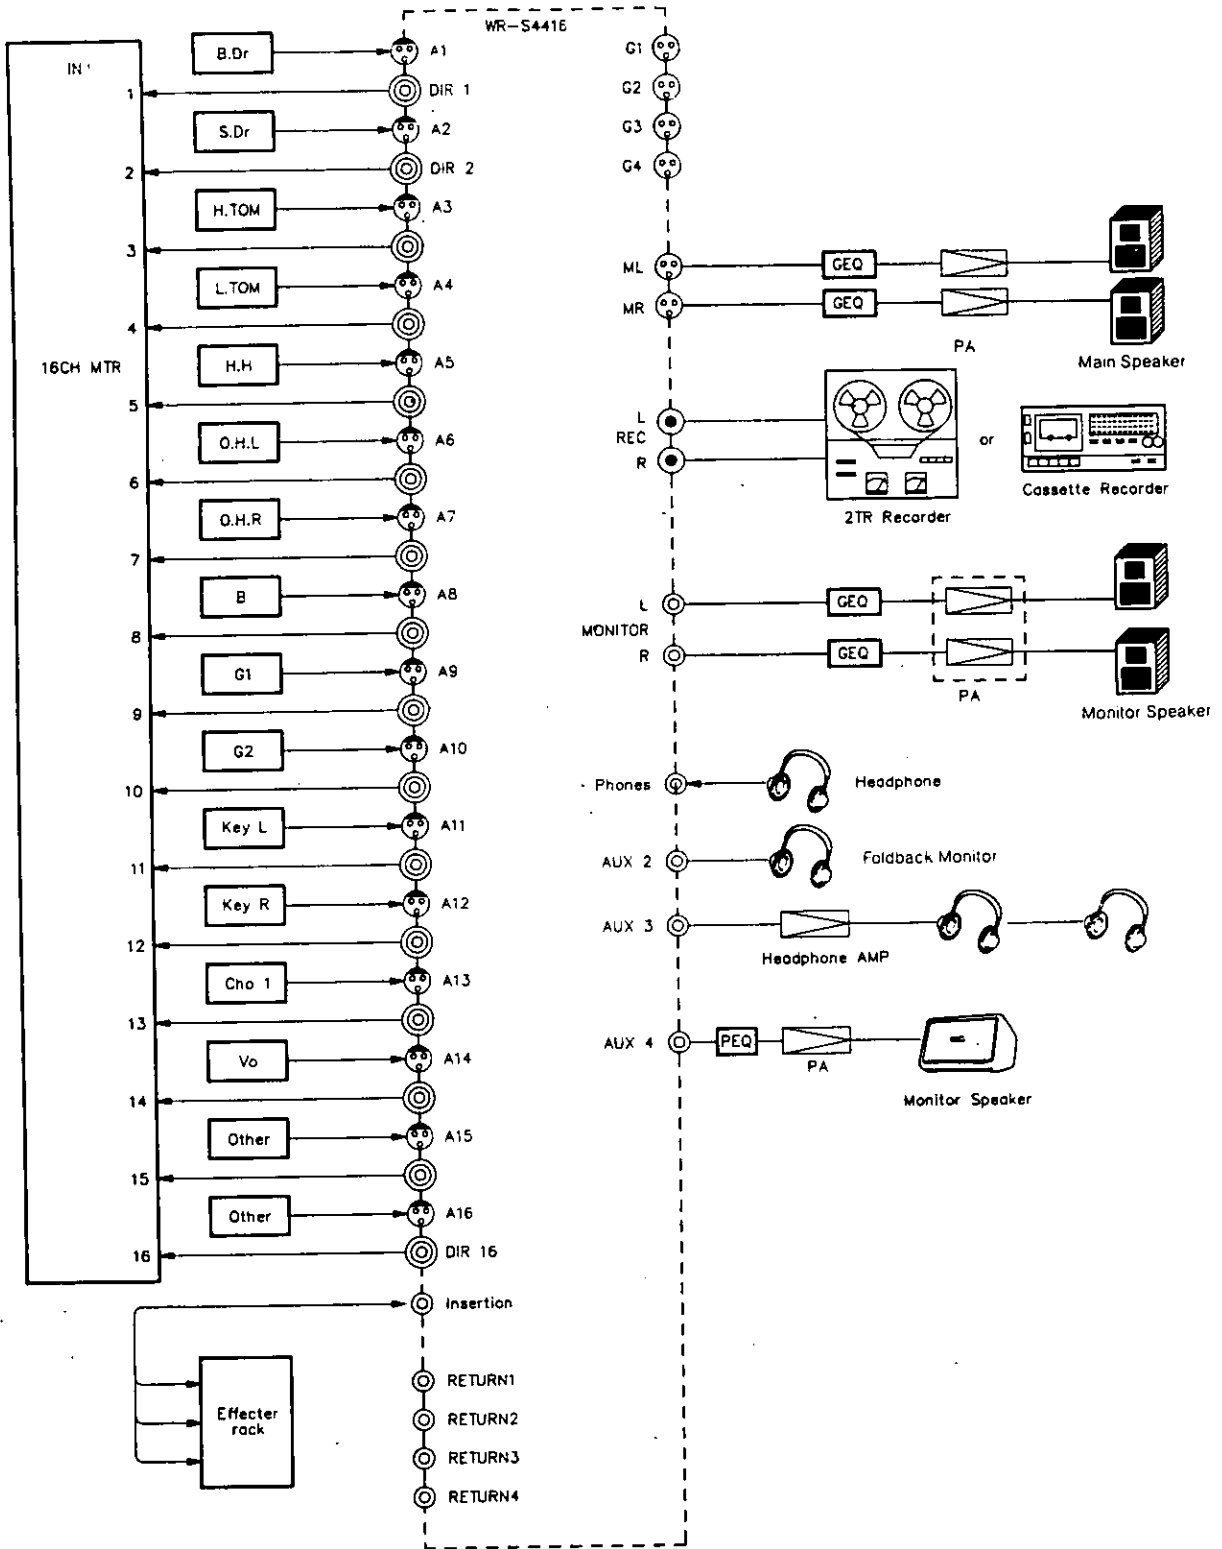 WR-S4416
IN
16CH MTR
B.Dr
A1
1
DIR 1
S.Dr
A2
2
DIR 2
H.TOM
A3
3
L.TOM
A4
4
H.H
A5
5
O.H.L
A6
6
O.H.R
A7
7
B
A8
8
G1
A9
9
G2
A10
10
Key L
A11
11
Key R
A12
12
Cho 1
A13
13
Vo
A14
14
Other
A15
15
Other
A16
16
DIR 16
Insertion
Effecter
rack
RETURN1
RETURN2
RETURN3
RETURN4
G1
G2
G3
G4
ML
GEQ
MR
GEQ
PA
Main Speaker
L
REC
R
2TR Recorder
or
Cassette Recorder
L
GEQ
MONITOR
R
GEQ
PA
Monitor Speaker
Phones
Headphone
AUX 2
Foldback Monitor
AUX 3
Headphone AMP
AUX 4
PEQ
PA
Monitor Speaker